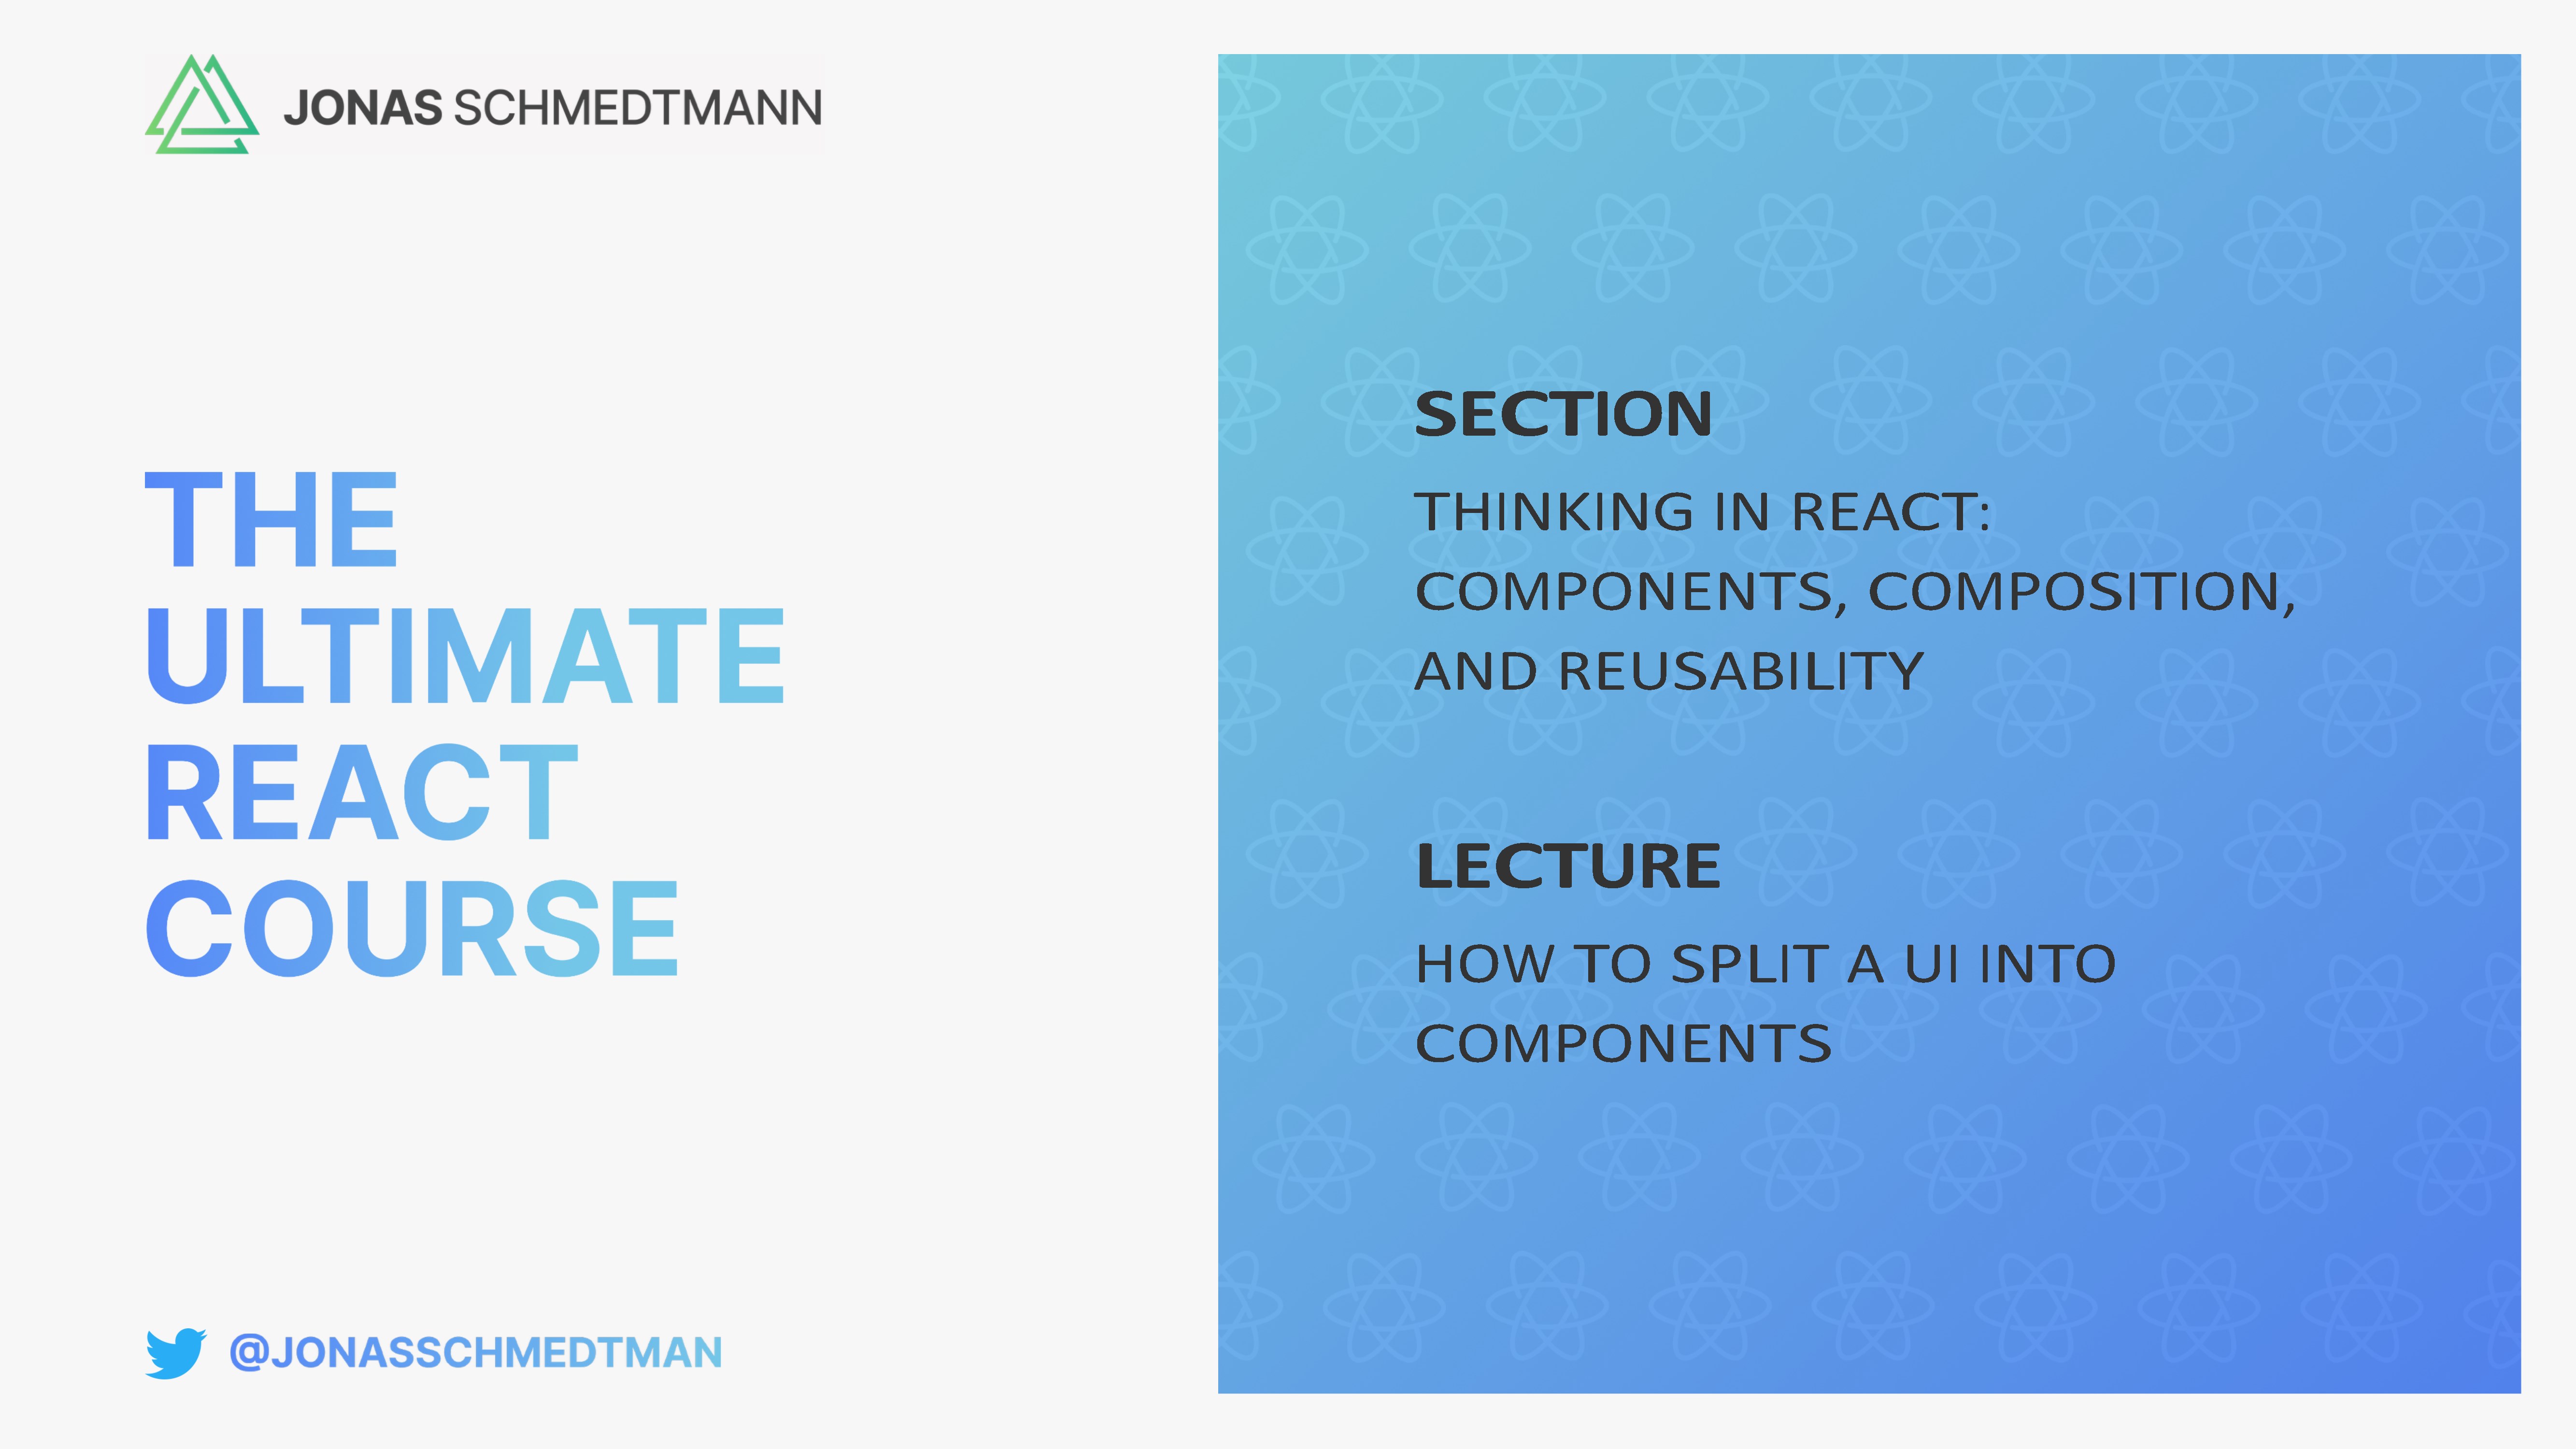 JONAS SCHMEDTMANN
THE
ULTIMATE
REACT
COURSE
@JONASSCHMEDTMAN
SECTION
THINKING IN REACT:
COMPONENTS, COMPOSITION,
AND REUSABILITY
LECTURE
HOW TO SPLIT A UI INTO
COMPONENTS